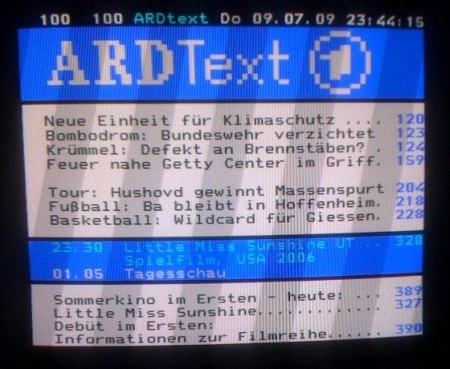 100 100 ARDtext Do 09.07.09 23:44:15
ARDText 1
Neue Einheit für Klimaschutz .... 120
Bombodrom: Bundeswehr verzichtet 123
Krümmel: Defekt an Brennstäben? . 124
Feuer nahe Getty Center im Griff. 159
Tour: Hushovd gewinnt Massenspurt 204
Fußball: Ba bleibt in Hoffenheim. 218
Basketball: Wildcard für Giessen. 228
23.30 Little Miss Sunshine UT .. 328
Spielfilm, USA 2006
01.05 Tagesschau
Sommerkino im Ersten - heute: ... 389
Little Miss Sunshine............. 327
Debüt im Ersten:
Informationen zur Filmreihe...... 390